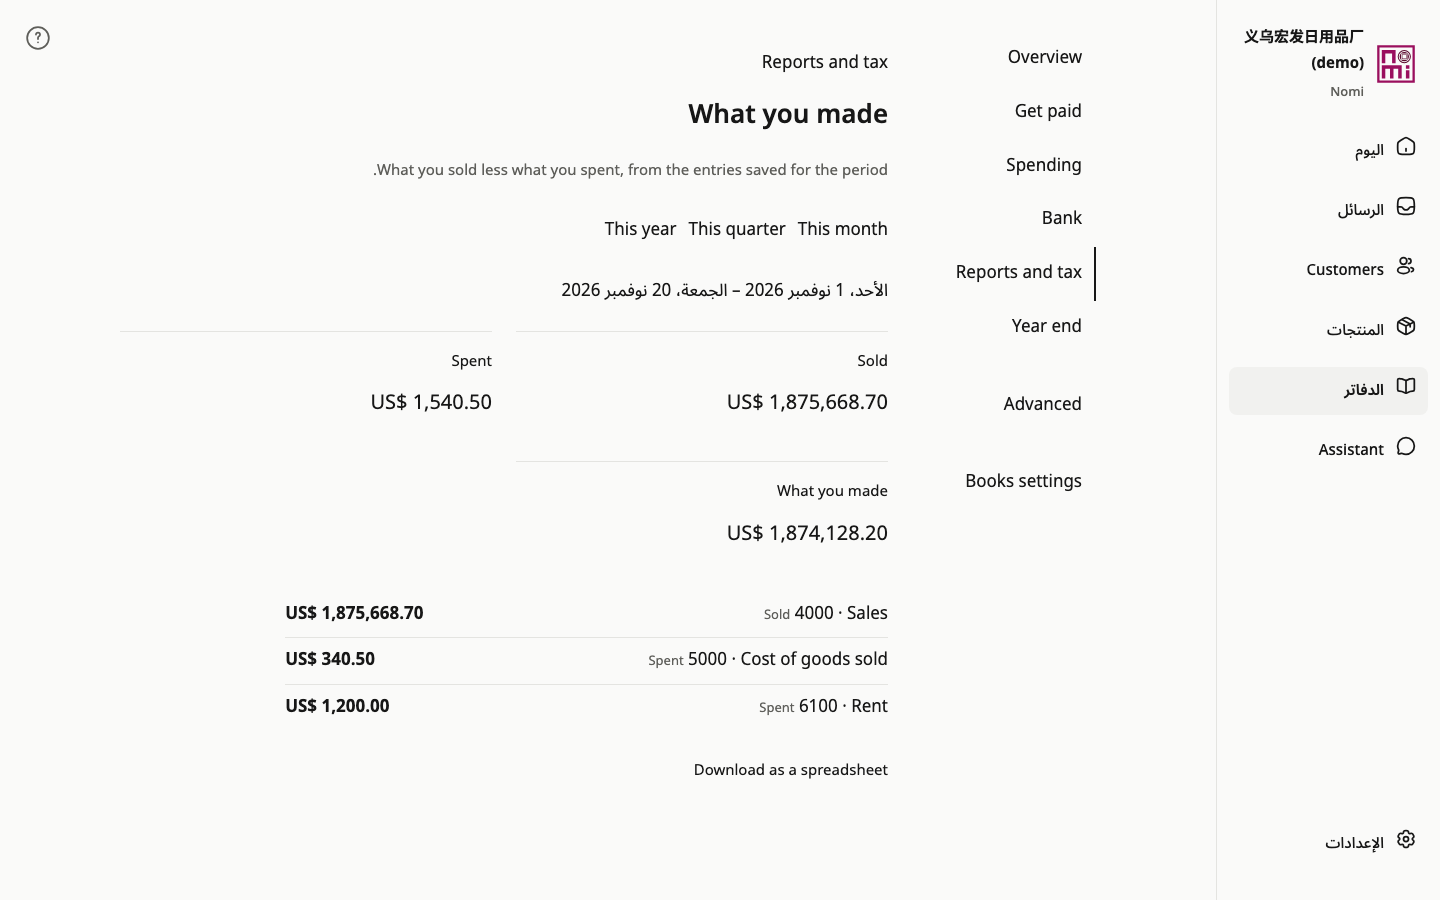 义乌宏发日用品厂
(demo)
Nomi
اليوم
الرسائل
Customers
المنتجات
الدفاتر
Assistant
الإعدادات
Overview
Get paid
Spending
Bank
Reports and tax
Year end
Advanced
Books settings
Reports and tax
What you made
What you sold less what you spent, from the entries saved for the period.
This month This quarter This year
الأحد، 1 نوفمبر 2026 – الجمعة، 20 نوفمبر 2026
Sold
US$ 1,875,668.70
Spent
US$ 1,540.50
What you made
US$ 1,874,128.20
4000 · Sales Sold US$ 1,875,668.70
5000 · Cost of goods sold Spent US$ 340.50
6100 · Rent Spent US$ 1,200.00
Download as a spreadsheet